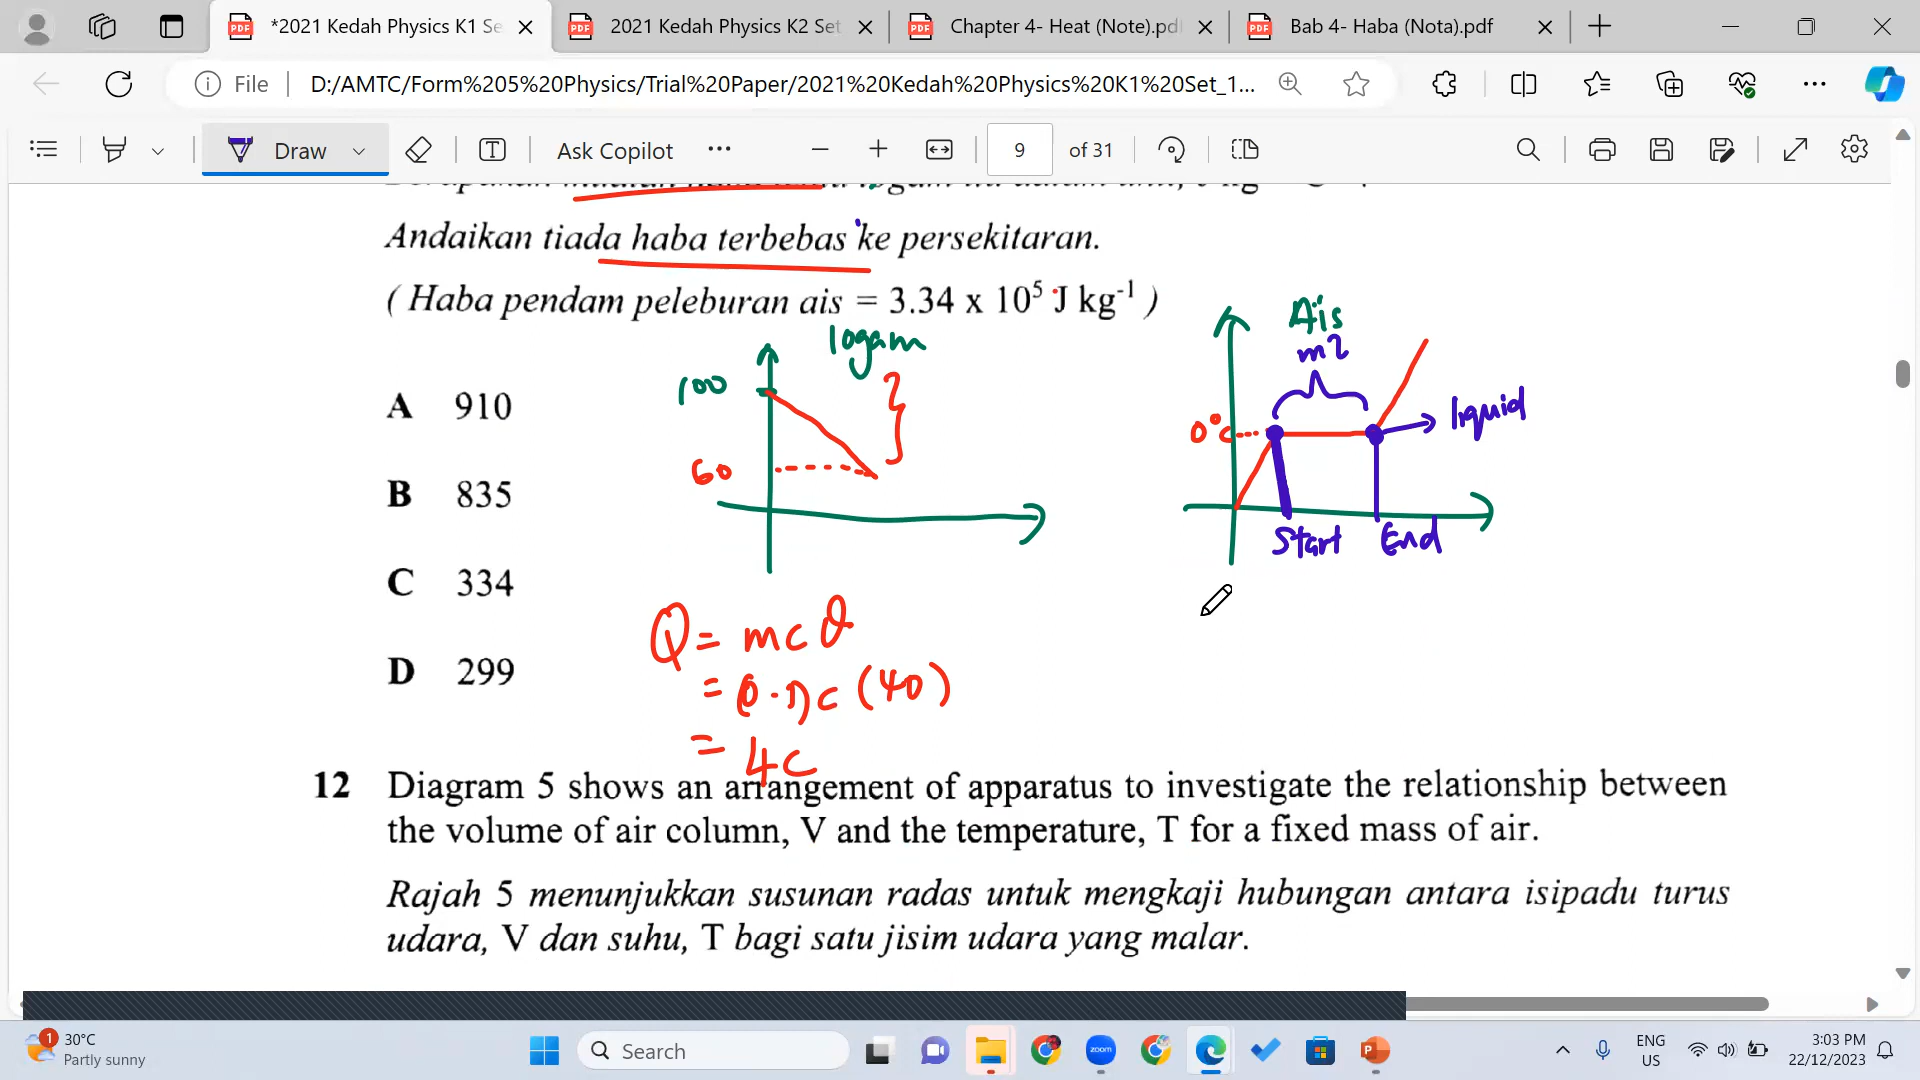 *2021 Kedah Physics K1 Se
2021 Kedah Physics K2 Set
Chapter 4- Heat (Note).pdf
Bab 4- Haba (Nota).pdf
File
D:/AMTC/Form%205%20Physics/Trial%20Paper/2021%20Kedah%20Physics%20K1%20Set_1...
Draw
Ask Copilot
9 of 31
Andaikan tiada haba terbebas ke persekitaran.
( Haba pendam peleburan ais = 3.34 x 10⁵ J kg⁻¹ )
A 910
B 835
C 334
D 299
logam
100
60
Ais
ml
0°C
liquid
Start End
Q = mcθ
= (0.1)c (40)
= 4c
12 Diagram 5 shows an arrangement of apparatus to investigate the relationship between
the volume of air column, V and the temperature, T for a fixed mass of air.
Rajah 5 menunjukkan susunan radas untuk mengkaji hubungan antara isipadu turus
udara, V dan suhu, T bagi satu jisim udara yang malar.
1
30°C
Partly sunny
Search
zoom
ENG
US
3:03 PM
22/12/2023